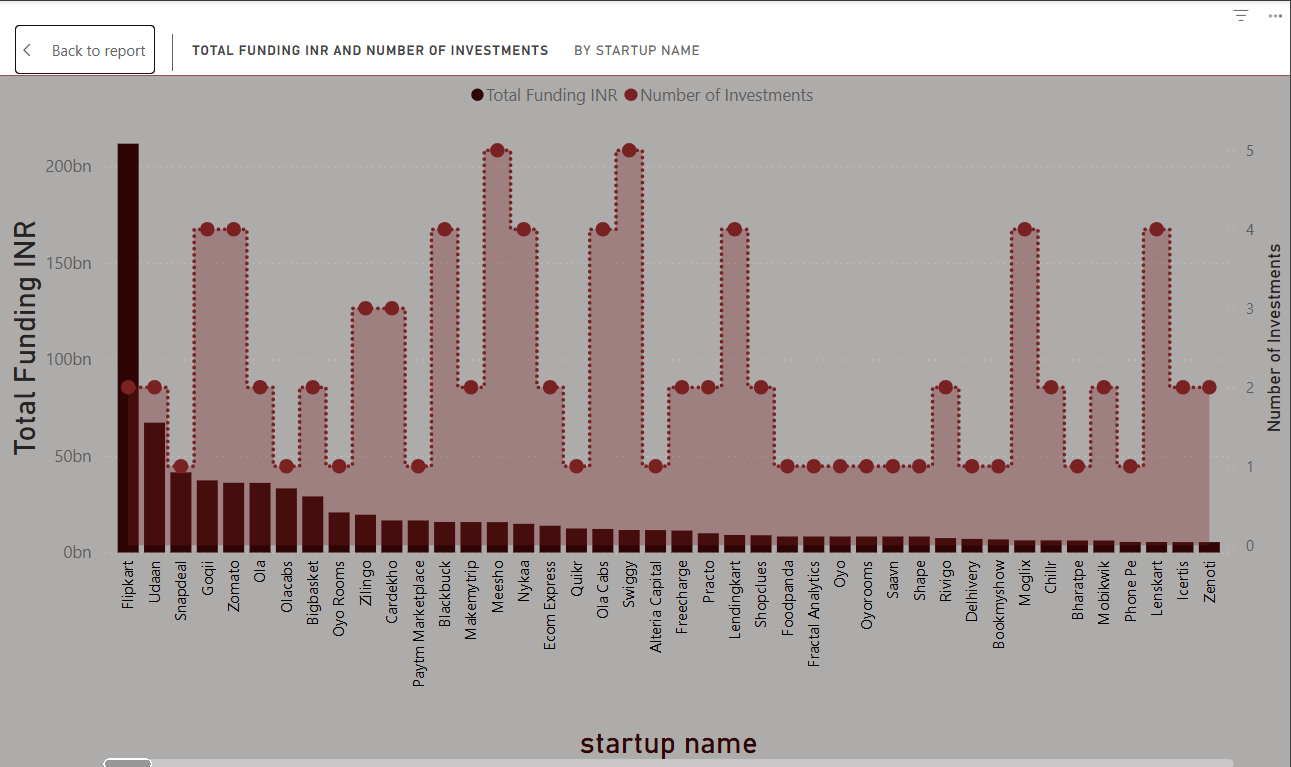 Back to report
TOTAL FUNDING INR AND NUMBER OF INVESTMENTS BY STARTUP NAME
Total Funding INR Number of Investments
Total Funding INR
200bn
150bn
100bn
50bn
0bn
5
4
3
2
1
0
Number of Investments
Flipkart
Udaan
Snapdeal
Goqii
Zomato
Ola
Olacabs
Bigbasket
Oyo Rooms
Zlingo
Cardekho
Paytm Marketplace
Blackbuck
Makemytrip
Meesho
Nykaa
Ecom Express
Quikr
Ola Cabs
Swiggy
Alteria Capital
Freecharge
Practo
Lendingkart
Shopclues
Foodpanda
Fractal Analytics
Oyo
Oyorooms
Saavn
Shape
Rivigo
Delhivery
Bookmyshow
Moglix
Chillr
Bharatpe
Mobikwik
Phone Pe
Lenskart
Icertis
Zenoti
startup name